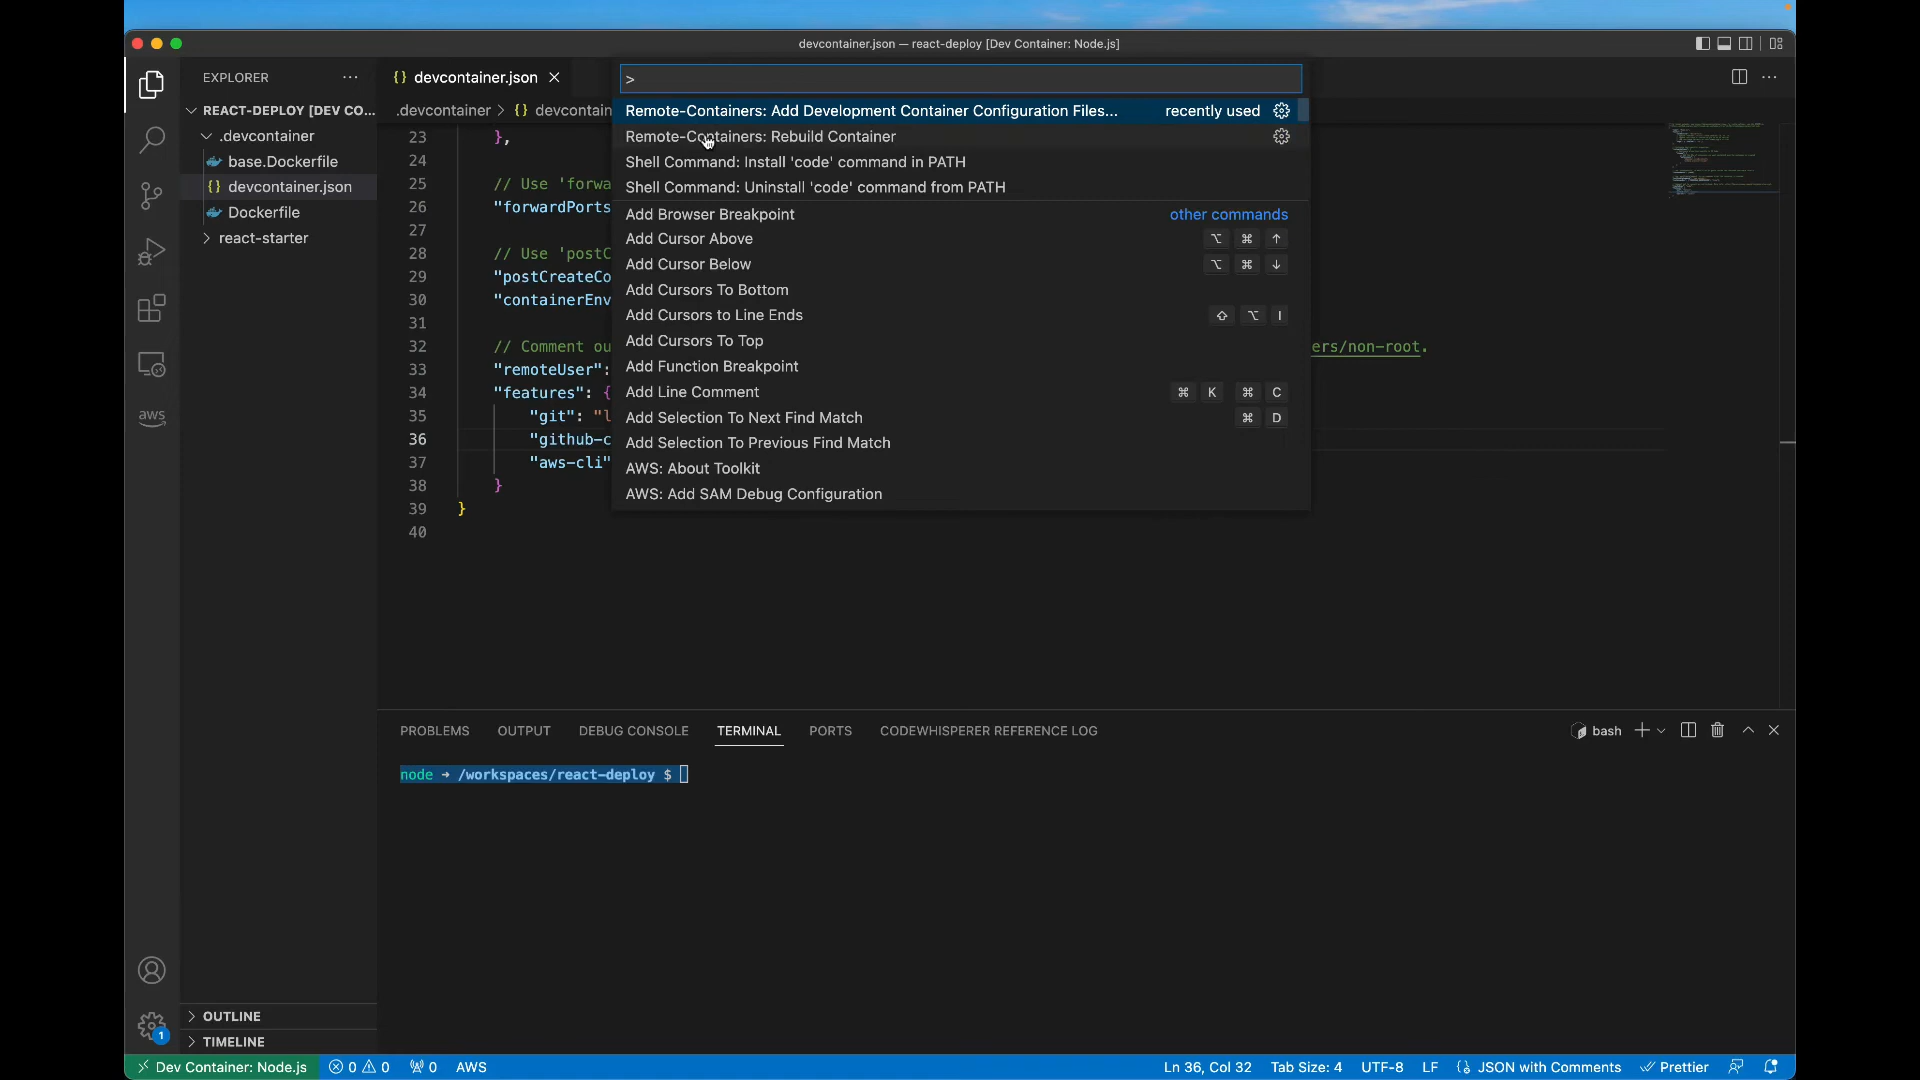 devcontainer.json — react-deploy [Dev Container: Node.js]
EXPLORER
REACT-DEPLOY [DEV CO...
.devcontainer
base.Dockerfile
{} devcontainer.json
Dockerfile
react-starter
OUTLINE
TIMELINE
aws
1
{} devcontainer.json
.devcontainer > {} devcontain
>
Remote-Containers: Add Development Container Configuration Files... recently used
Remote-Containers: Rebuild Container
Shell Command: Install 'code' command in PATH
Shell Command: Uninstall 'code' command from PATH
Add Browser Breakpoint other commands
Add Cursor Above ⌥ ⌘ ↑
Add Cursor Below ⌥ ⌘ ↓
Add Cursors To Bottom
Add Cursors to Line Ends ⇧ ⌥ I
Add Cursors To Top
Add Function Breakpoint
Add Line Comment ⌘ K ⌘ C
Add Selection To Next Find Match ⌘ D
Add Selection To Previous Find Match
AWS: About Toolkit
AWS: Add SAM Debug Configuration
23 },
24
25 // Use 'forwa
26 "forwardPorts
27
28 // Use 'postC
29 "postCreateCo
30 "containerEnv
31
32 // Comment ou ers/non-root.
33 "remoteUser":
34 "features": {
35 "git": "l
36 "github-c
37 "aws-cli"
38 }
39 }
40
PROBLEMS OUTPUT DEBUG CONSOLE TERMINAL PORTS CODEWHISPERER REFERENCE LOG
bash
node ➜ /workspaces/react-deploy $
Dev Container: Node.js 0 0 0 AWS
Ln 36, Col 32 Tab Size: 4 UTF-8 LF {} JSON with Comments Prettier